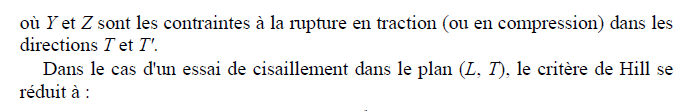 où Y et Z sont les contraintes à la rupture en traction (ou en compression) dans les
directions T et T'.
Dans le cas d'un essai de cisaillement dans le plan (L, T), le critère de Hill se
réduit à :